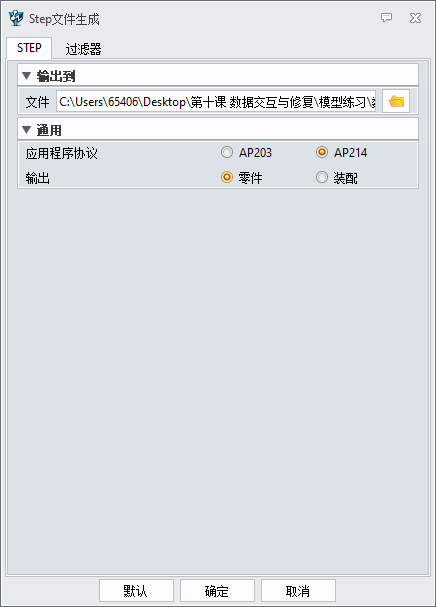 Step文件生成
STEP 过滤器
输出到
文件 C:\Users\65406\Desktop\第十课 数据交互与修复\模型练习\
通用
应用程序协议 AP203 AP214
输出 零件 装配
默认 确定 取消